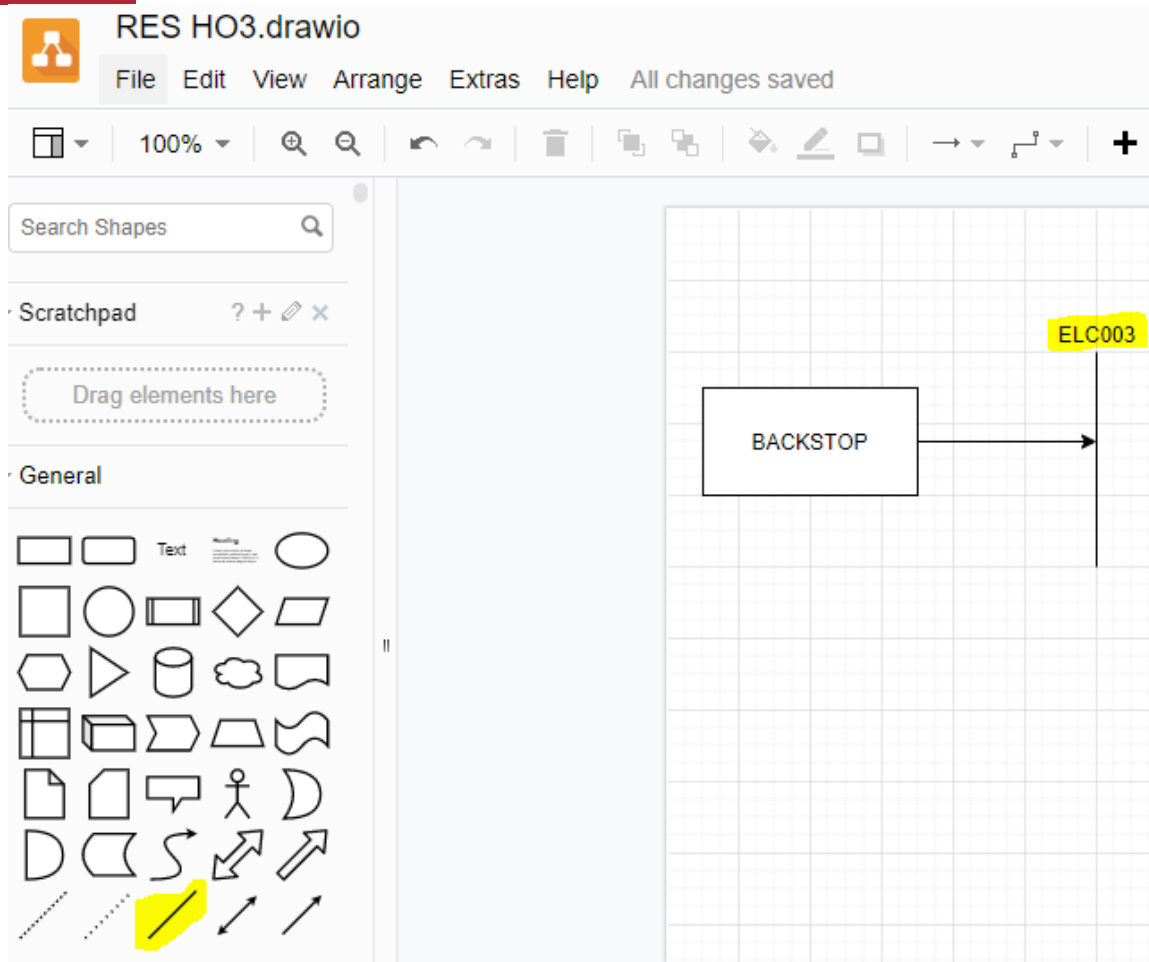 RES HO3.drawio
File Edit View Arrange Extras Help All changes saved
100%
Search Shapes
Scratchpad
?
Drag elements here
General
Text
Heading
ELC003
BACKSTOP